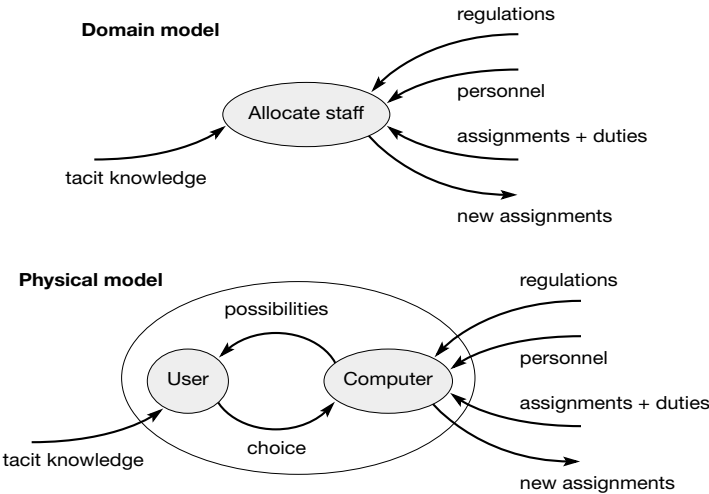 regulations
Domain model
personnel
Allocate staff
assignments + duties
tacit knowledge
new assignments
Physical model
regulations
possibilities
personnel
User
Computer
assignments + duties
choice
tacit knowledge
new assignments